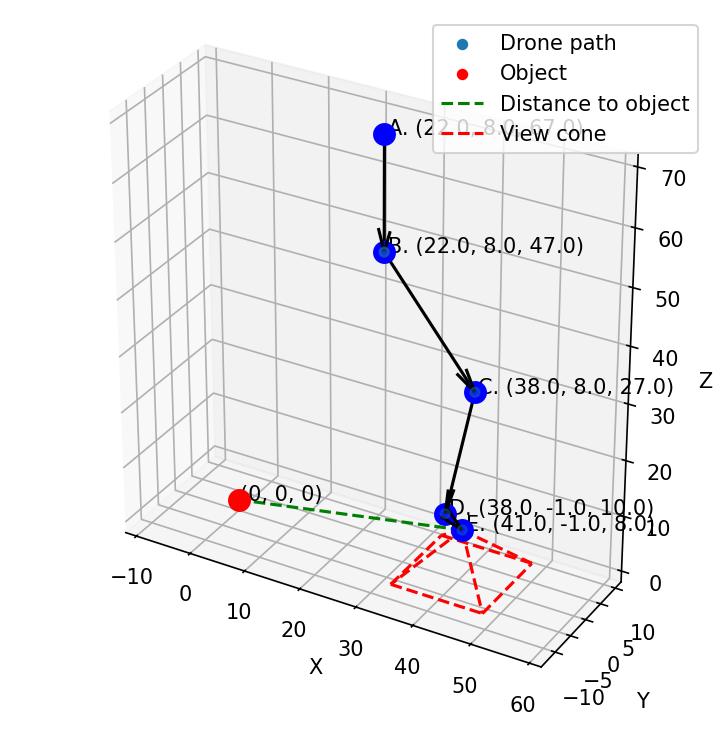 Drone path
Object
Distance to object
View cone
A. (22.0, 8.0, 67.0)
B. (22.0, 8.0, 47.0)
C. (38.0, 8.0, 27.0)
D. (38.0, -1.0, 10.0)
E. (41.0, -1.0, 8.0)
(0, 0, 0)
−10
0
10
20
30
40
50
60
X
−10
−5
0
5
10
Y
0
10
20
30
40
50
60
70
Z